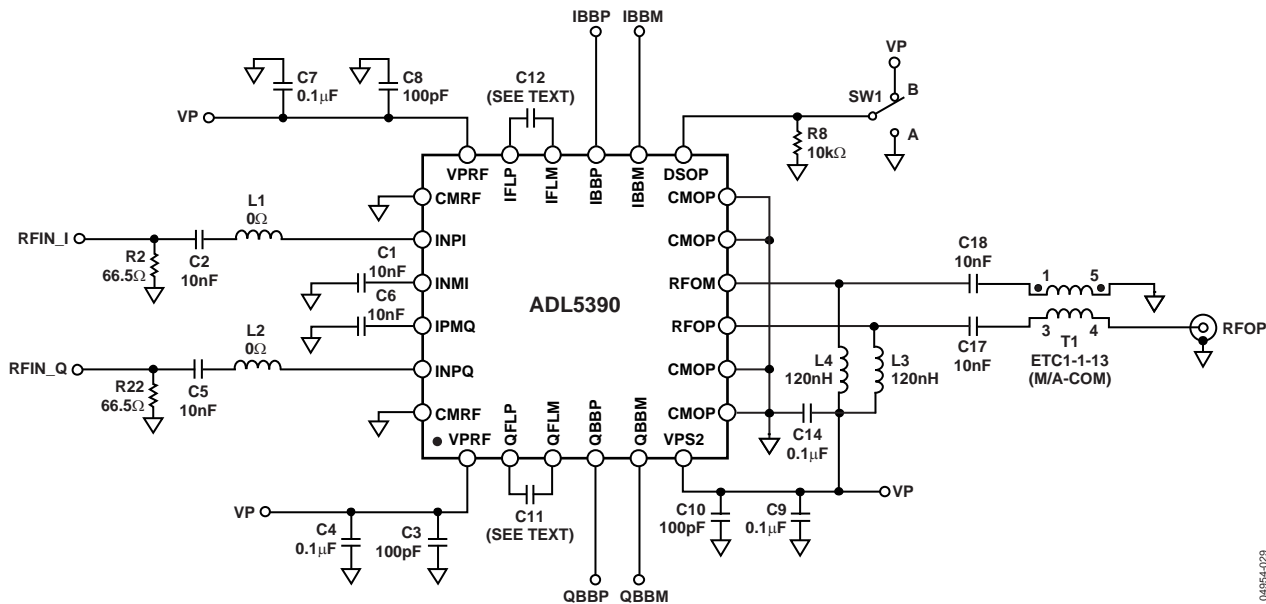 IBBP IBBM
VP
C7
0.1μF
C8
100pF
C12
(SEE TEXT)
SW1
B
A
VP
R8
10kΩ
VPRF
IFLP
IFLM
IBBP
IBBM
DSOP
CMRF
CMOP
L1
0Ω
RFIN_I
INPI
CMOP
R2
66.5Ω
C2
10nF
C1
10nF
INMI
RFOM
C18
10nF
1
5
C6
10nF
ADL5390
IPMQ
RFOP
3
4
RFOP
L2
0Ω
C17
10nF
T1
ETC1-1-13
(M/A-COM)
RFIN_Q
INPQ
CMOP
L4
120nH
L3
120nH
R22
66.5Ω
C5
10nF
CMRF
CMOP
VPRF
QFLP
QFLM
QBBP
QBBM
VPS2
C14
0.1μF
VP
C4
0.1μF
C3
100pF
C11
(SEE TEXT)
VP
C10
100pF
C9
0.1μF
QBBP QBBM
04954-029